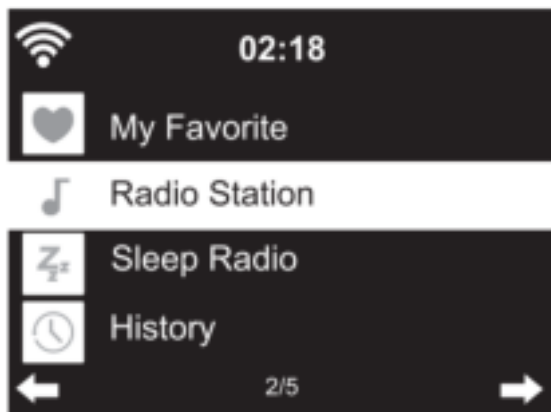 02:18
My Favorite
Radio Station
Sleep Radio
History
2/5